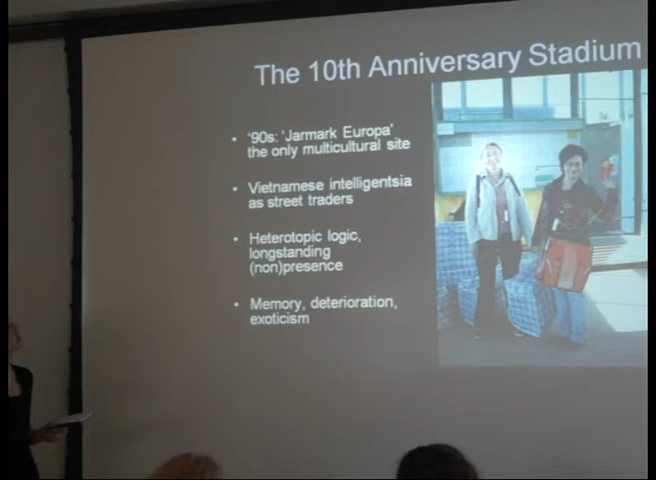 The 10th Anniversary Stadium
• '90s: 'Jarmark Europa'
the only multicultural site
• Vietnamese intelligentsia
as street traders
• Heterotopic logic,
longstanding
(non)presence
• Memory, deterioration,
exoticism